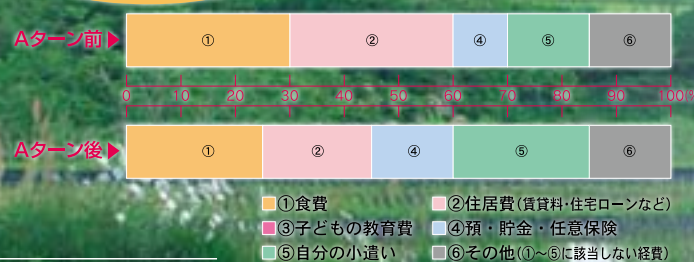 Aターン前▶
① ② ④ ⑤ ⑥
0 10 20 30 40 50 60 70 80 90 100(%
Aターン後▶
① ② ④ ⑤ ⑥
①食費 ②住居費(賃貸料・住宅ローンなど)
③子どもの教育費 ④預・貯金・任意保険
⑤自分の小遣い ⑥その他(①〜⑤に該当しない経費)